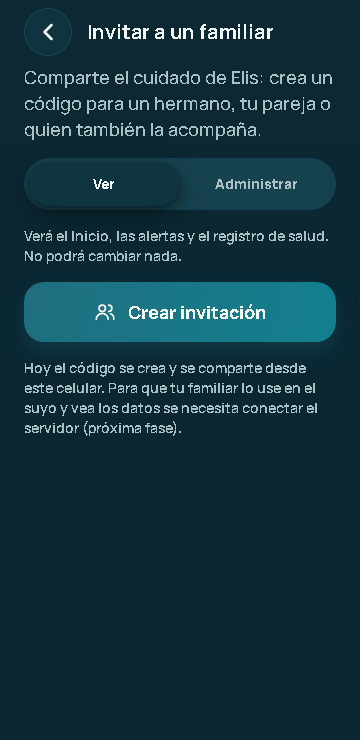 Invitar a un familiar
Comparte el cuidado de Elis: crea un
código para un hermano, tu pareja o
quien también la acompaña.
Ver
Administrar
Verá el Inicio, las alertas y el registro de salud.
No podrá cambiar nada.
Crear invitación
Hoy el código se crea y se comparte desde
este celular. Para que tu familiar lo use en el
suyo y vea los datos se necesita conectar el
servidor (próxima fase).